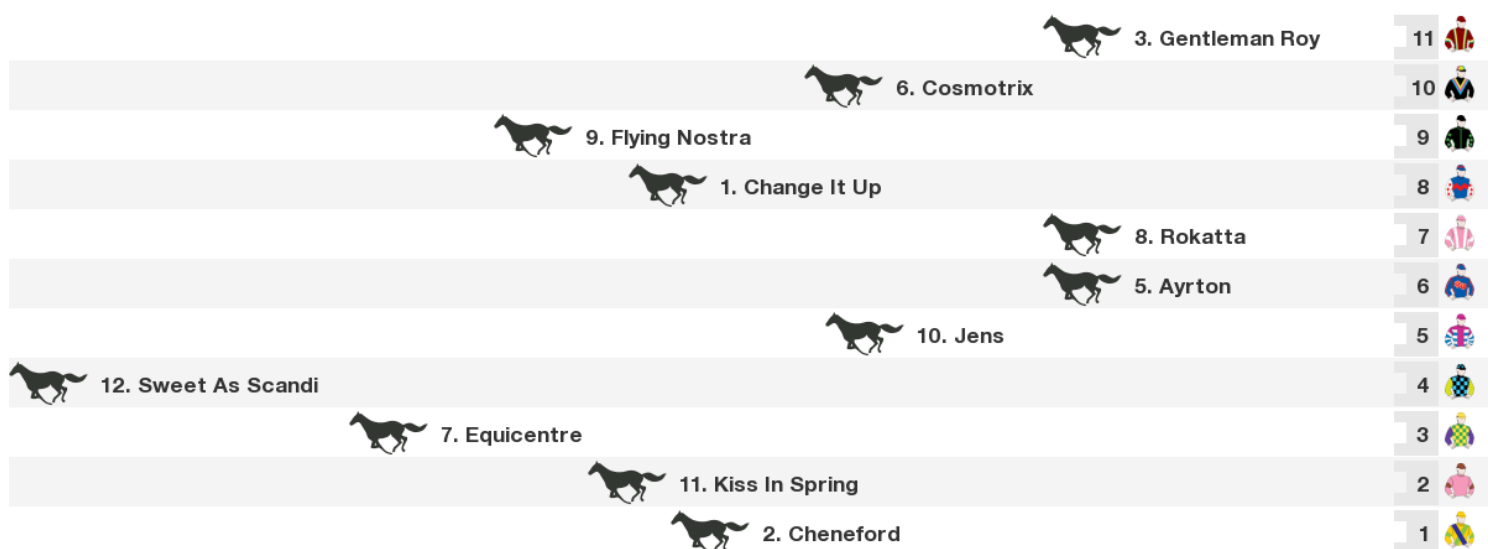 3. Gentleman Roy 11
6. Cosmotrix 10
9. Flying Nostra 9
1. Change It Up 8
8. Rokatta 7
5. Ayrton 6
10. Jens 5
12. Sweet As Scandi 4
7. Equicentre 3
11. Kiss In Spring 2
2. Cheneford 1